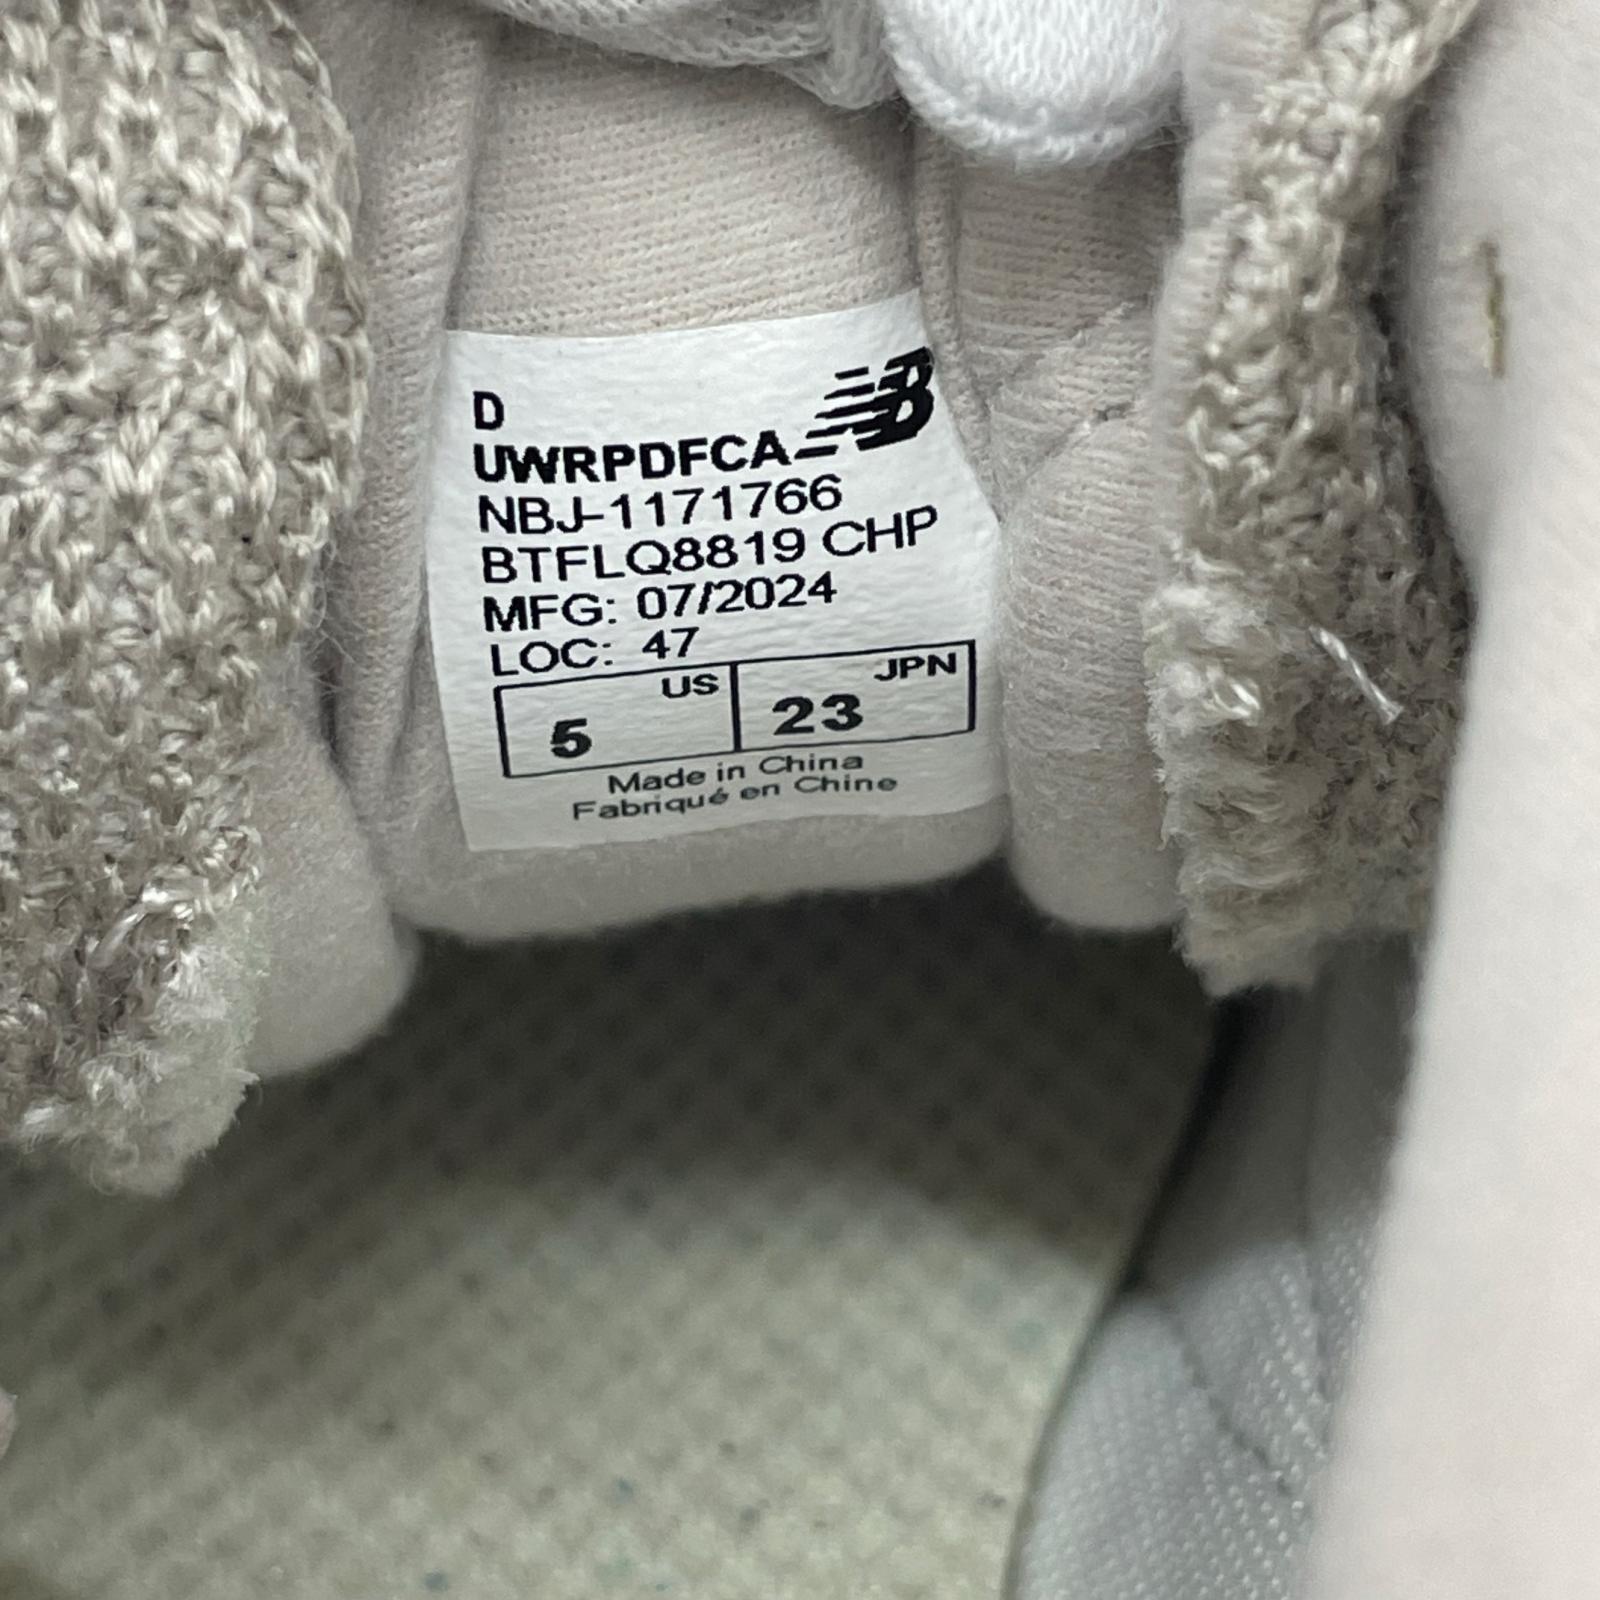 D
UWRPDFCA
NBJ-1171766
BTFLQ8819 CHP
MFG: 07/2024
LOC: 47
US JPN
5 23
Made in China
Fabriqué en Chine